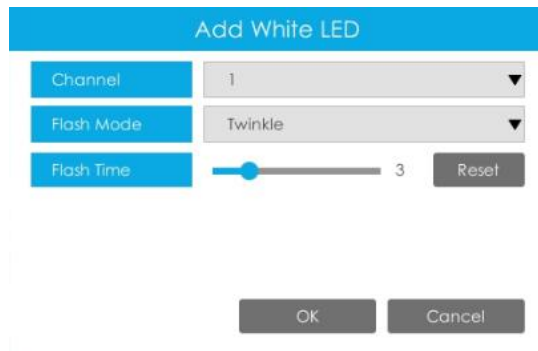 Add White LED
Channel 1
Flash Mode Twinkle
Flash Time 3 Reset
OK Cancel